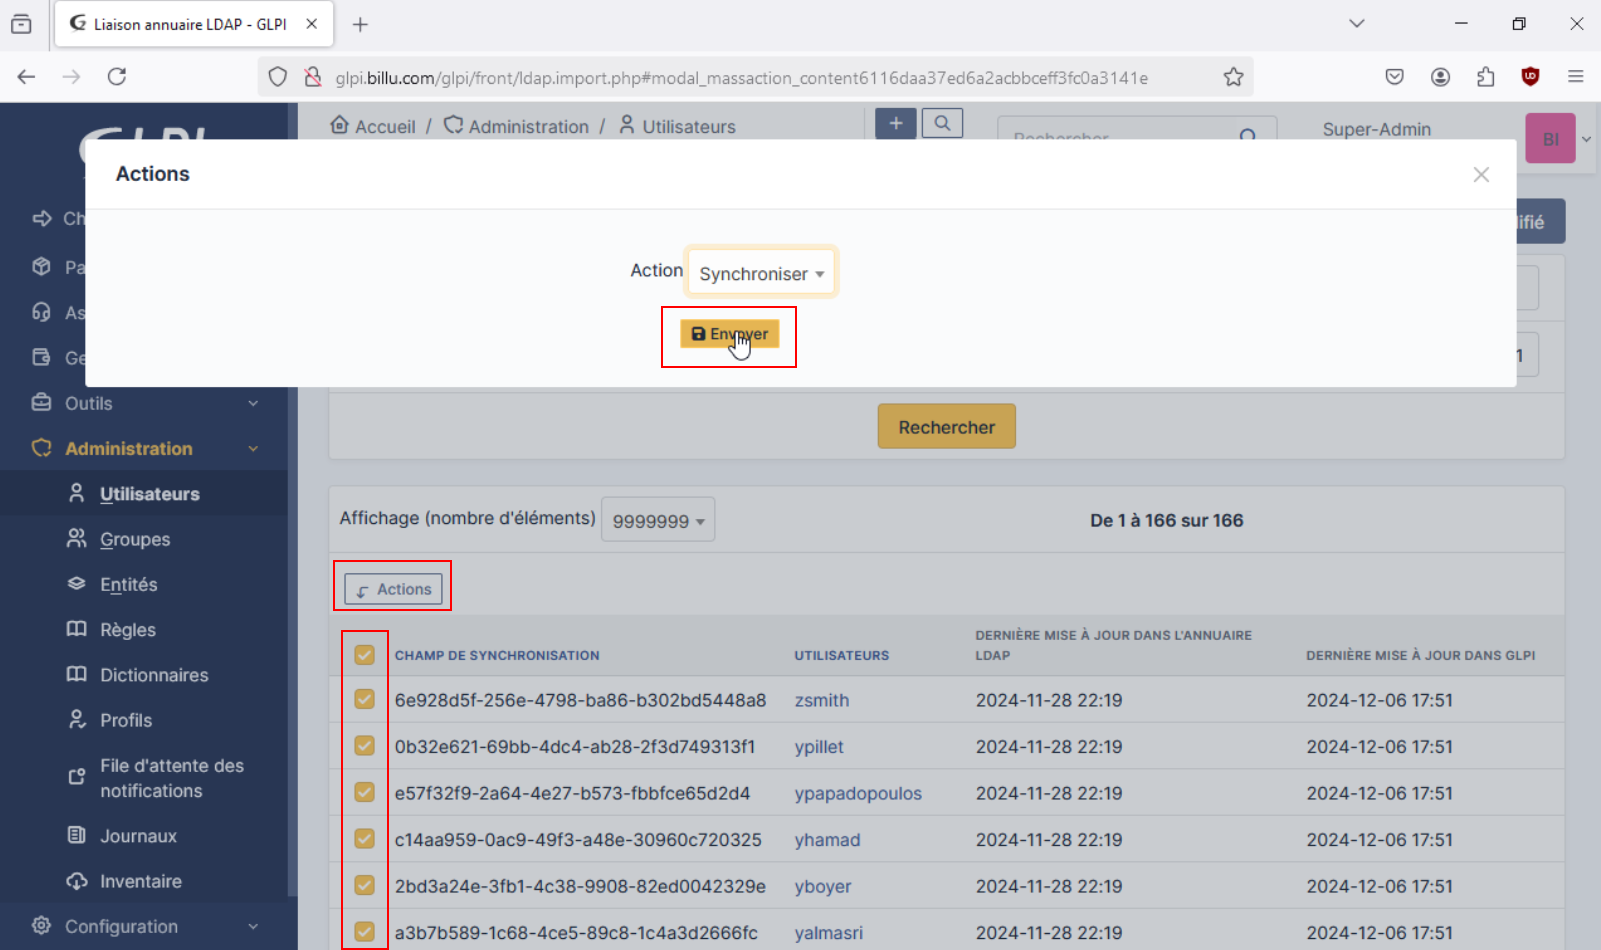 Liaison annuaire LDAP - GLPI
glpi.billu.com/glpi/front/ldap.import.php#modal_massaction_content6116daa37ed6a2acbbceff3fc0a3141e
Accueil / Administration / Utilisateurs
Rechercher
Super-Admin
BI
Actions
Action Synchroniser
Envoyer
Ch
Pa
As
Ge
Outils
Administration
Utilisateurs
Groupes
Entités
Règles
Dictionnaires
Profils
File d'attente des
notifications
Journaux
Inventaire
Configuration
ifié
1
Rechercher
Affichage (nombre d'éléments) 9999999 De 1 à 166 sur 166
Actions
CHAMP DE SYNCHRONISATION UTILISATEURS DERNIÈRE MISE À JOUR DANS L'ANNUAIRE
LDAP DERNIÈRE MISE À JOUR DANS GLPI
6e928d5f-256e-4798-ba86-b302bd5448a8 zsmith 2024-11-28 22:19 2024-12-06 17:51
0b32e621-69bb-4dc4-ab28-2f3d749313f1 ypillet 2024-11-28 22:19 2024-12-06 17:51
e57f32f9-2a64-4e27-b573-fbbfce65d2d4 ypapadopoulos 2024-11-28 22:19 2024-12-06 17:51
c14aa959-0ac9-49f3-a48e-30960c720325 yhamad 2024-11-28 22:19 2024-12-06 17:51
2bd3a24e-3fb1-4c38-9908-82ed0042329e yboyer 2024-11-28 22:19 2024-12-06 17:51
a3b7b589-1c68-4ce5-89c8-1c4a3d2666fc yalmasri 2024-11-28 22:19 2024-12-06 17:51